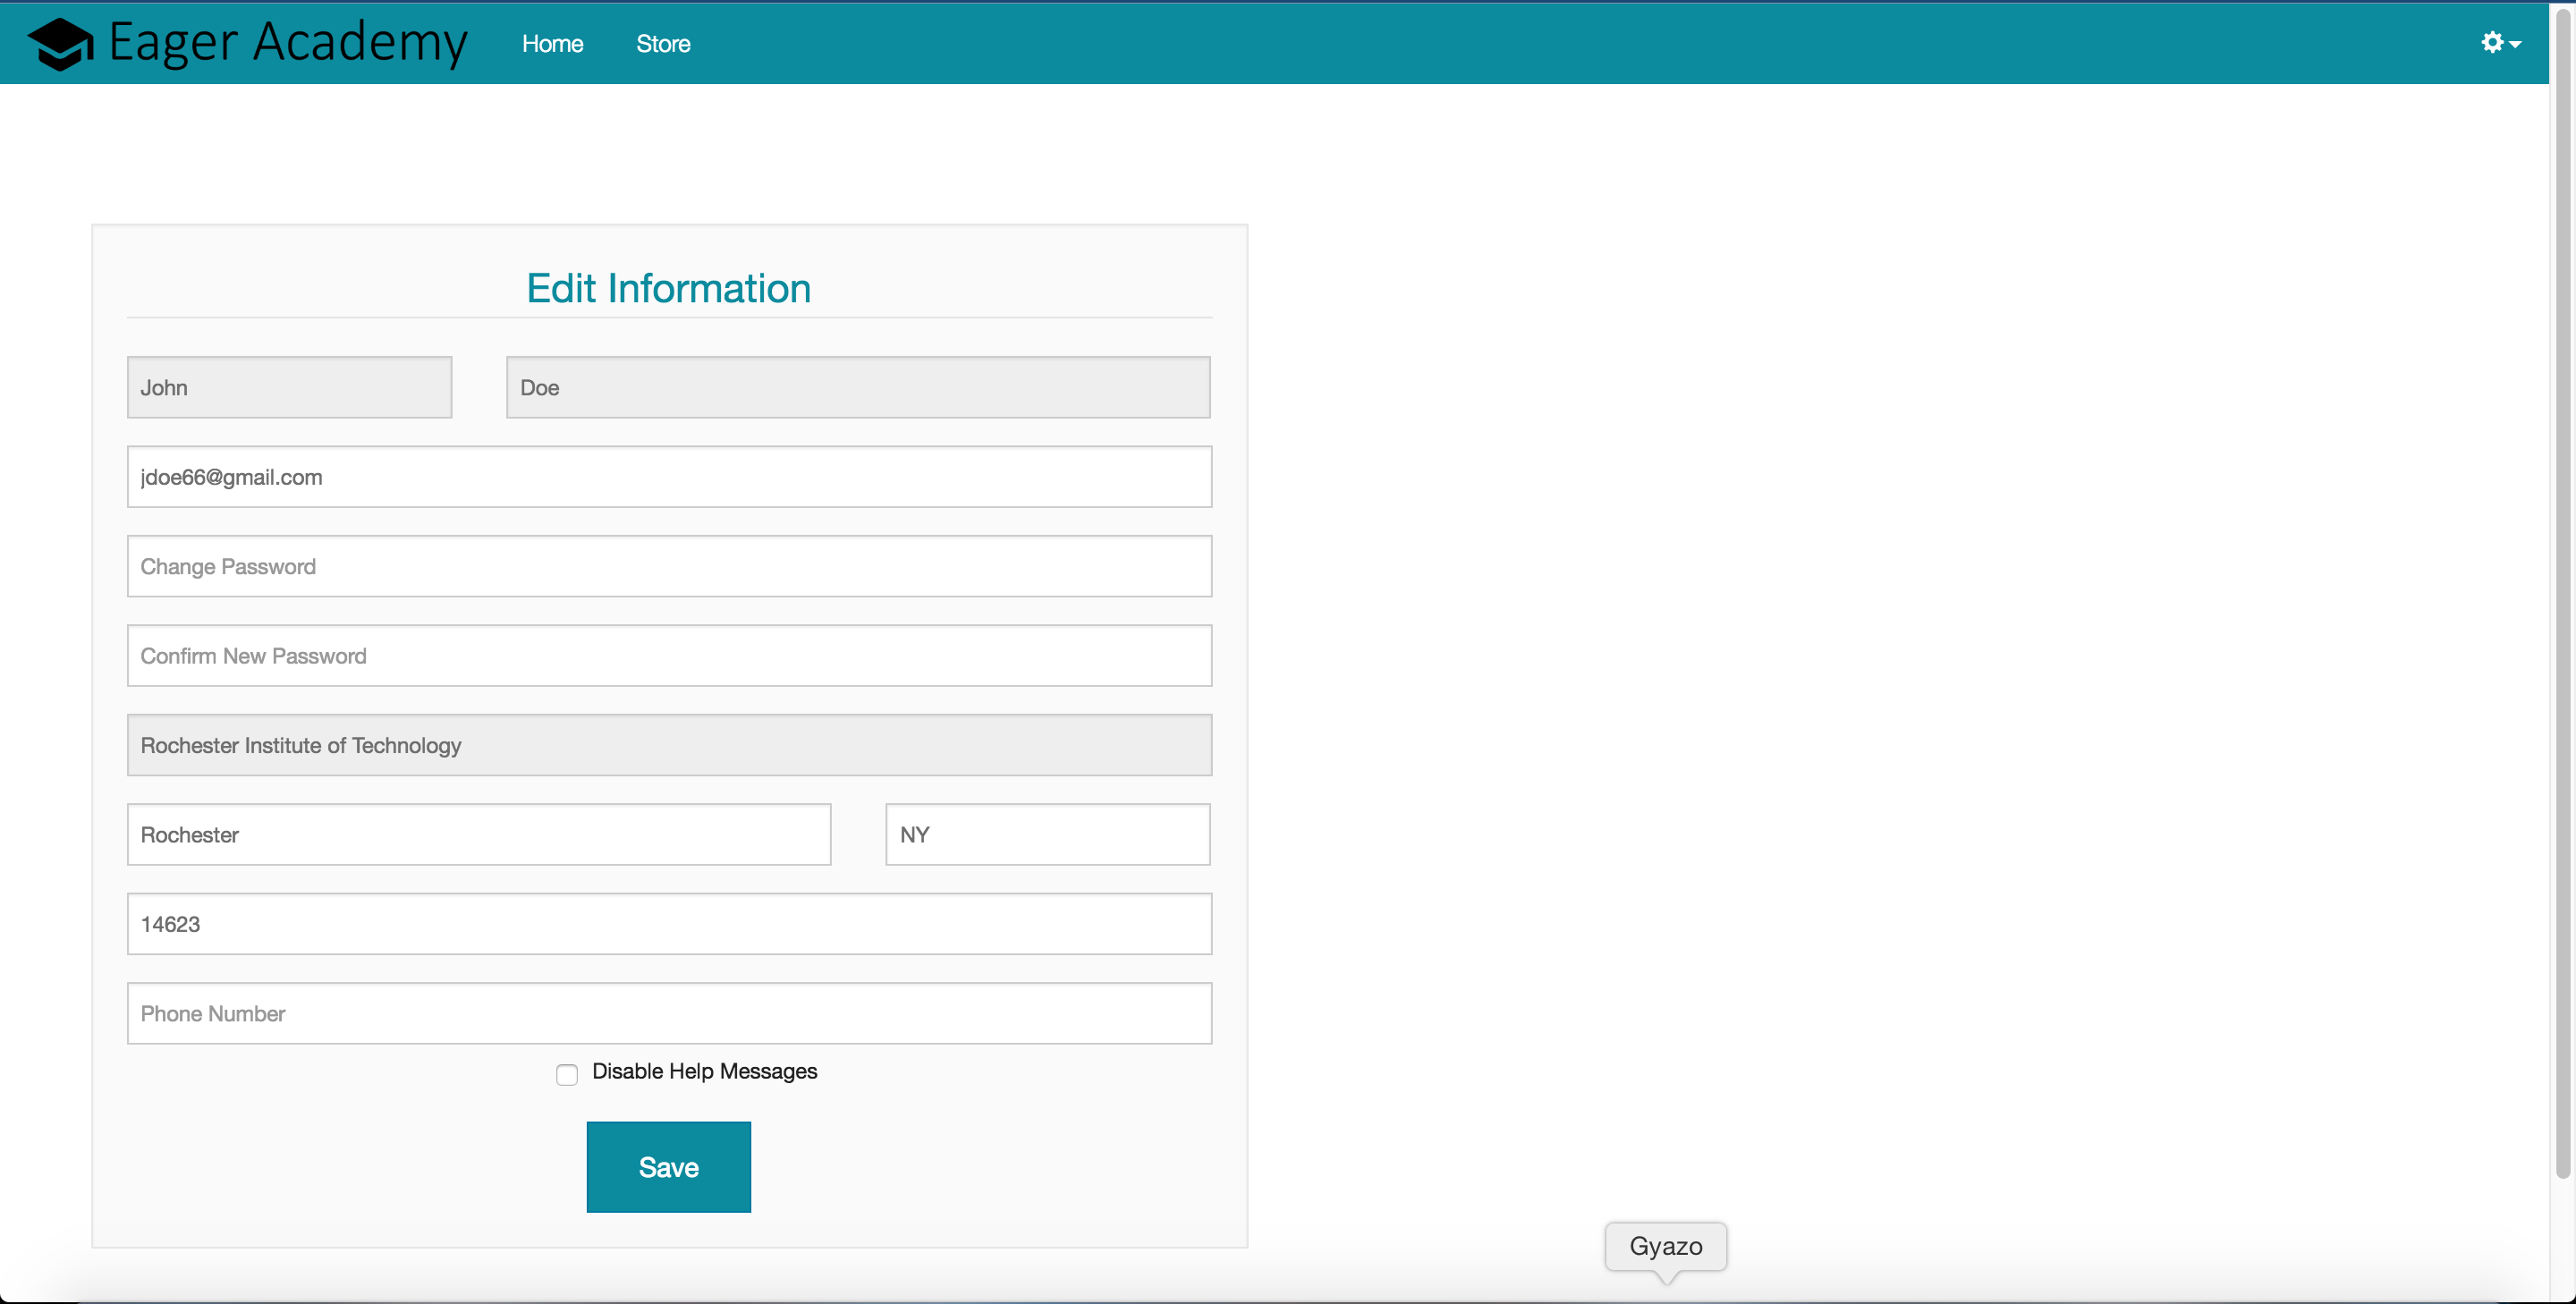 Eager Academy Home Store
Edit Information
John Doe
jdoe66@gmail.com
Change Password
Confirm New Password
Rochester Institute of Technology
Rochester NY
14623
Phone Number
Disable Help Messages
Save
Gyazo